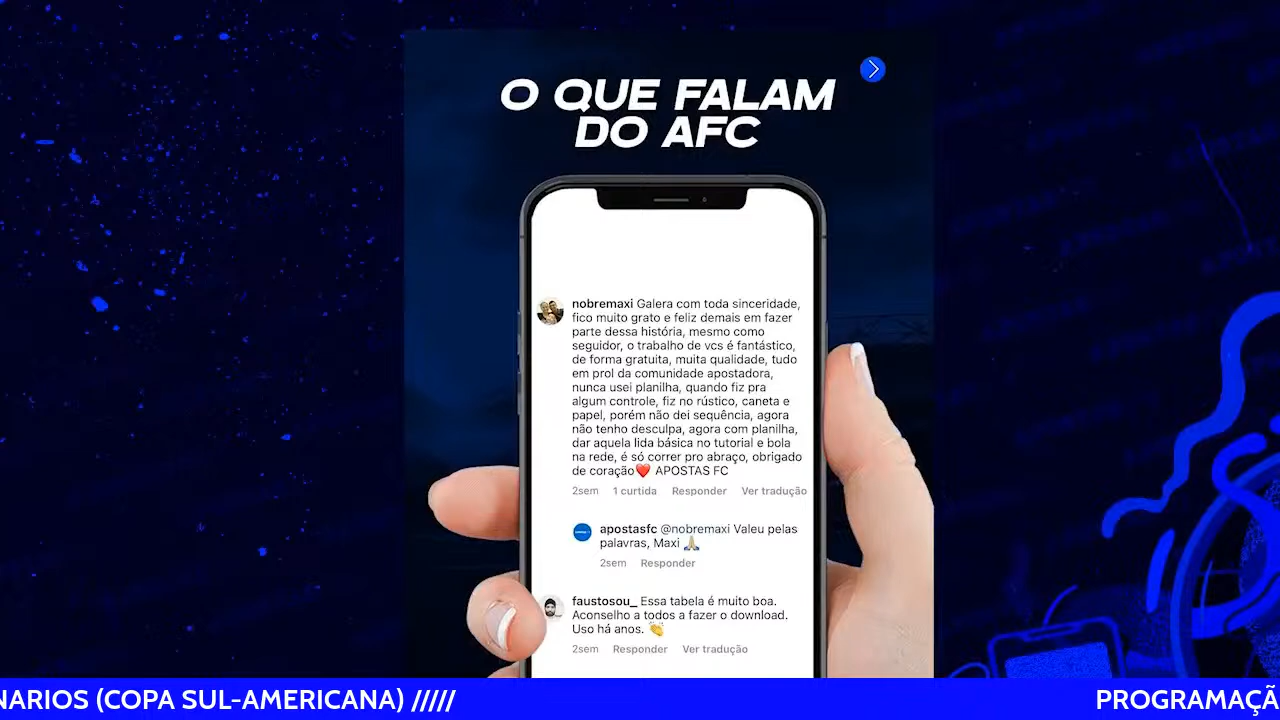 O QUE FALAM
DO AFC
nobremaxi Galera com toda sinceridade,
fico muito grato e feliz demais em fazer
parte dessa história, mesmo como
seguidor, o trabalho de vcs é fantástico,
de forma gratuita, muita qualidade, tudo
em prol da comunidade apostadora,
nunca usei planilha, quando fiz pra
algum controle, fiz no rústico, caneta e
papel, porém não dei sequência, agora
não tenho desculpa, agora com planilha,
dar aquela lida básica no tutorial e bola
na rede, é só correr pro abraço, obrigado
de coração❤️ APOSTAS FC
2sem 1 curtida Responder Ver tradução
apostasfc @nobremaxi Valeu pelas
palavras, Maxi 🙏🏼
2sem Responder
faustosou_ Essa tabela é muito boa.
Aconselho a todos a fazer o download.
Uso há anos. 👏
2sem Responder Ver tradução
NARIOS (COPA SUL-AMERICANA) ///// PROGRAMAÇÃ